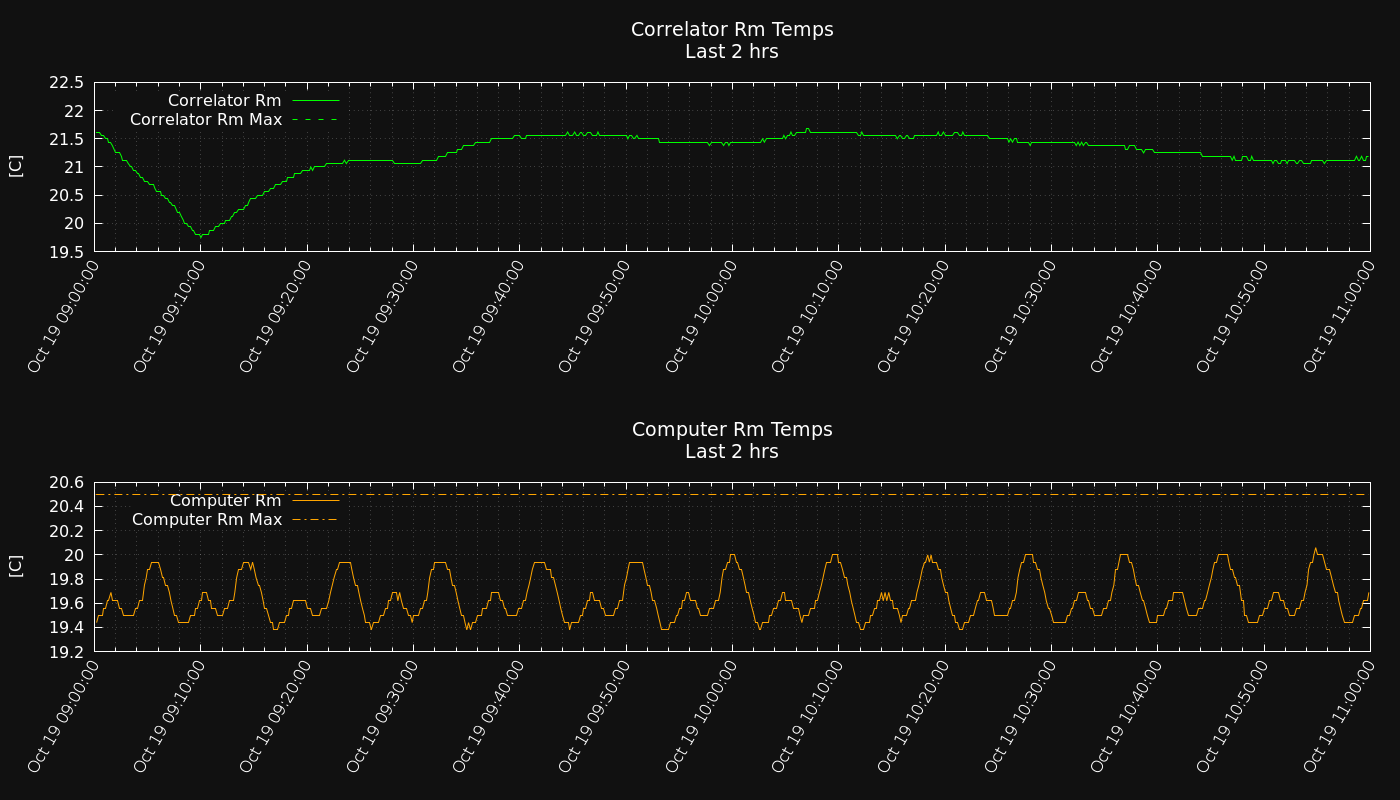 Correlator Rm Temps
Last 2 hrs
22.5
22
21.5
21
20.5
20
19.5
[C]
Correlator Rm
Correlator Rm Max
Oct 19 09:00:00
Oct 19 09:10:00
Oct 19 09:20:00
Oct 19 09:30:00
Oct 19 09:40:00
Oct 19 09:50:00
Oct 19 10:00:00
Oct 19 10:10:00
Oct 19 10:20:00
Oct 19 10:30:00
Oct 19 10:40:00
Oct 19 10:50:00
Oct 19 11:00:00
Computer Rm Temps
Last 2 hrs
20.6
20.4
20.2
20
19.8
19.6
19.4
19.2
[C]
Computer Rm
Computer Rm Max
Oct 19 09:00:00
Oct 19 09:10:00
Oct 19 09:20:00
Oct 19 09:30:00
Oct 19 09:40:00
Oct 19 09:50:00
Oct 19 10:00:00
Oct 19 10:10:00
Oct 19 10:20:00
Oct 19 10:30:00
Oct 19 10:40:00
Oct 19 10:50:00
Oct 19 11:00:00